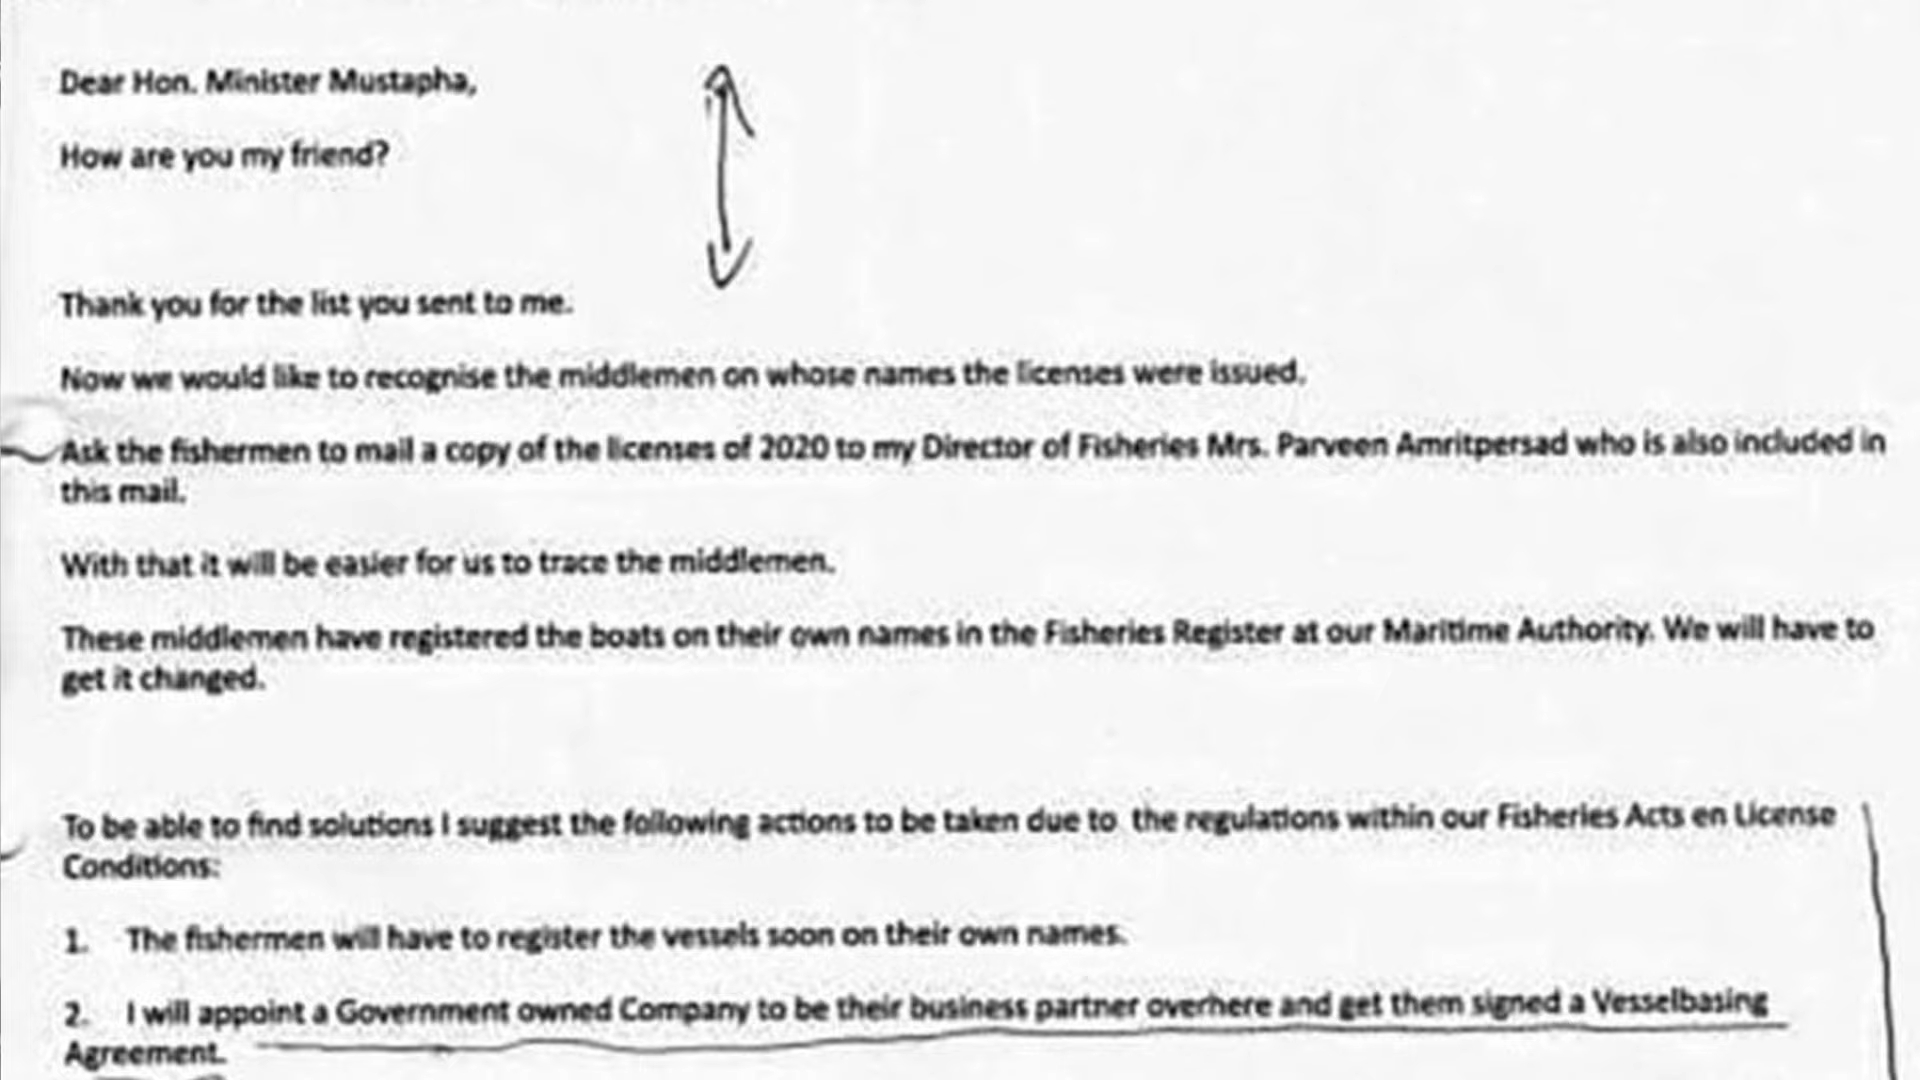 Dear Hon. Minister Mustapha,
How are you my friend?
Thank you for the list you sent to me.
Now we would like to recognise the middlemen on whose names the licenses were issued.
Ask the fishermen to mail a copy of the licenses of 2020 to my Director of Fisheries Mrs. Parveen Amritpersad who is also included in
this mail.
With that it will be easier for us to trace the middlemen.
These middlemen have registered the boats on their own names in the Fisheries Register at our Maritime Authority. We will have to
get it changed.
To be able to find solutions I suggest the following actions to be taken due to the regulations within our Fisheries Acts en License
Conditions:
1. The fishermen will have to register the vessels soon on their own names.
2. I will appoint a Government owned Company to be their business partner overhere and get them signed a Vesselbasing
Agreement.